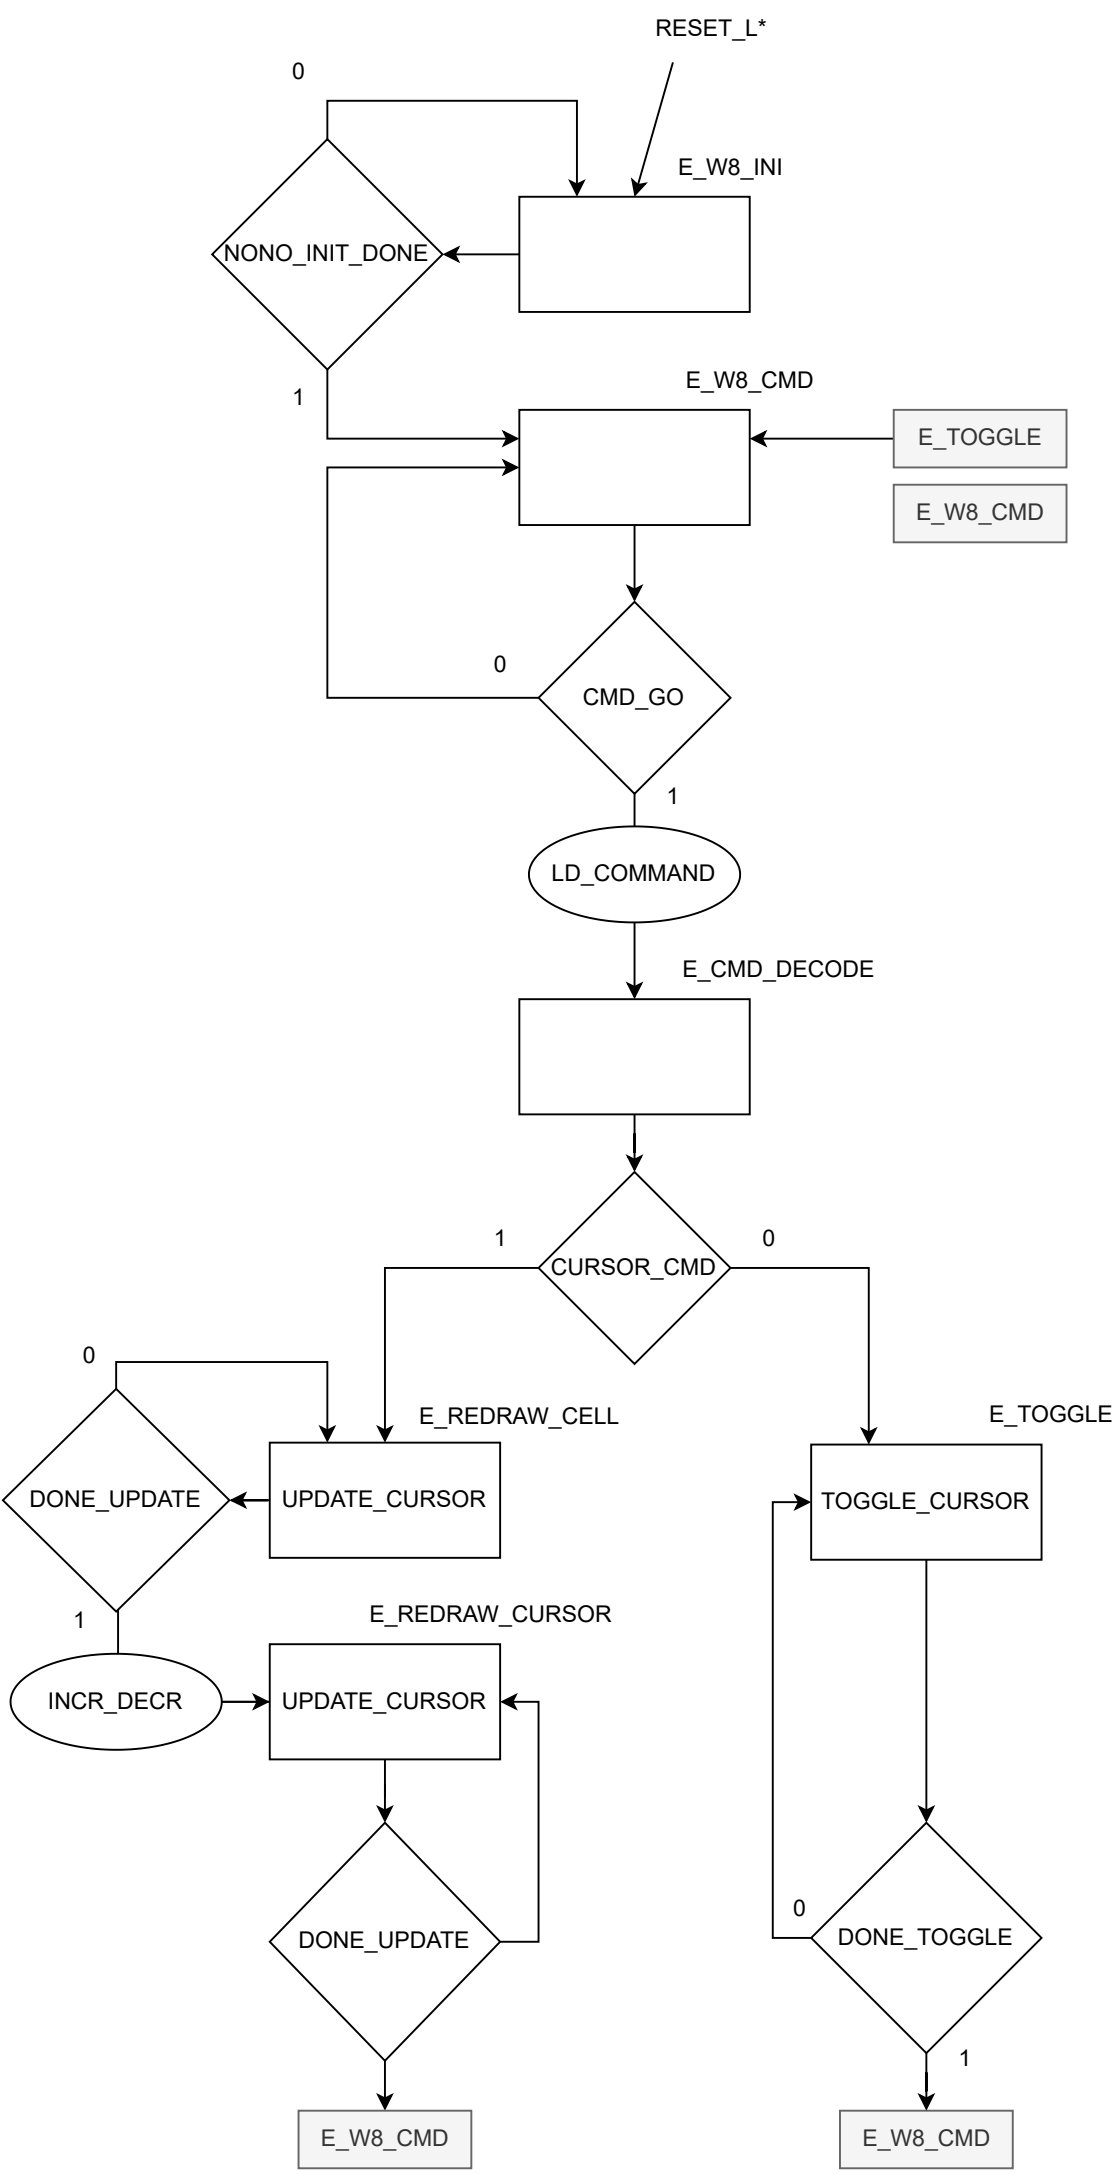 RESET_L*
0
E_W8_INI
NONO_INIT_DONE
1
E_W8_CMD
E_TOGGLE
E_W8_CMD
0
CMD_GO
1
LD_COMMAND
E_CMD_DECODE
1
0
CURSOR_CMD
0
E_REDRAW_CELL
E_TOGGLE
DONE_UPDATE
UPDATE_CURSOR
TOGGLE_CURSOR
1
E_REDRAW_CURSOR
INCR_DECR
UPDATE_CURSOR
0
DONE_UPDATE
DONE_TOGGLE
1
E_W8_CMD
E_W8_CMD